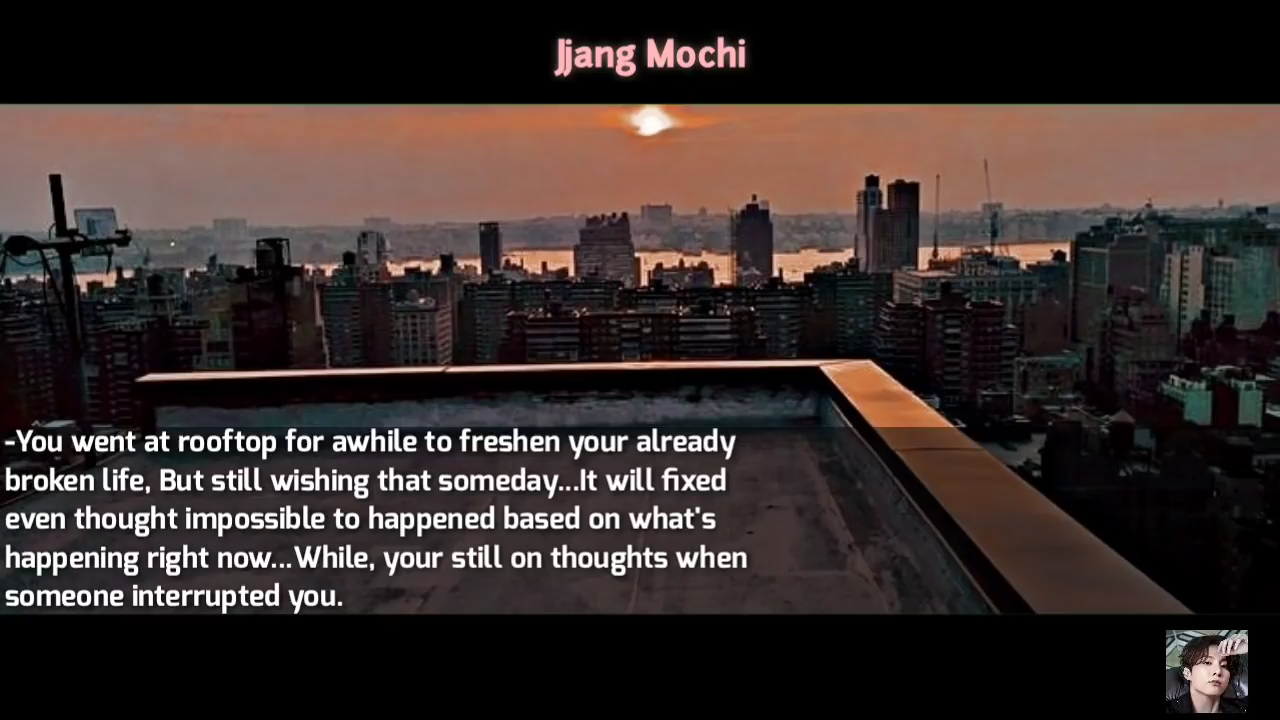 Jjang Mochi
-You went at rooftop for awhile to freshen your already
broken life, But still wishing that someday...It will fixed
even thought impossible to happened based on what's
happening right now...While, your still on thoughts when
someone interrupted you.